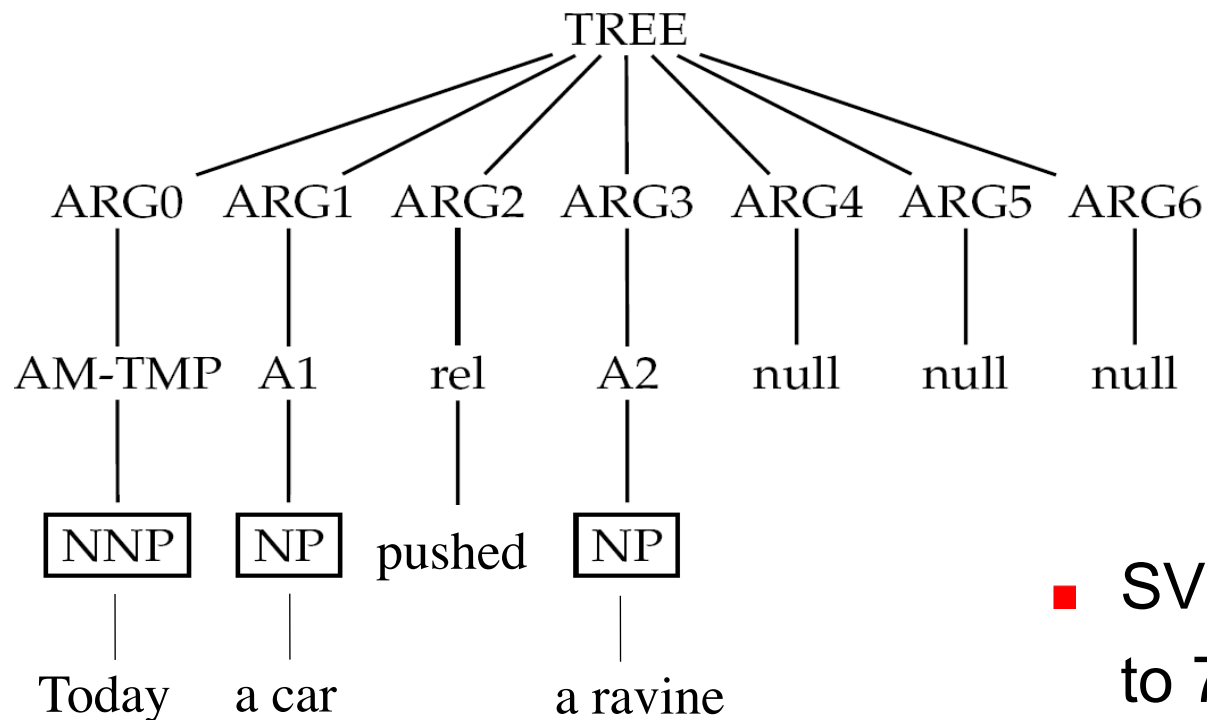 TREE
ARG0 ARG1 ARG2 ARG3 ARG4 ARG5 ARG6
AM-TMP A1 rel A2 null null null
NNP NP pushed NP
Today a car a ravine
SV
to 7